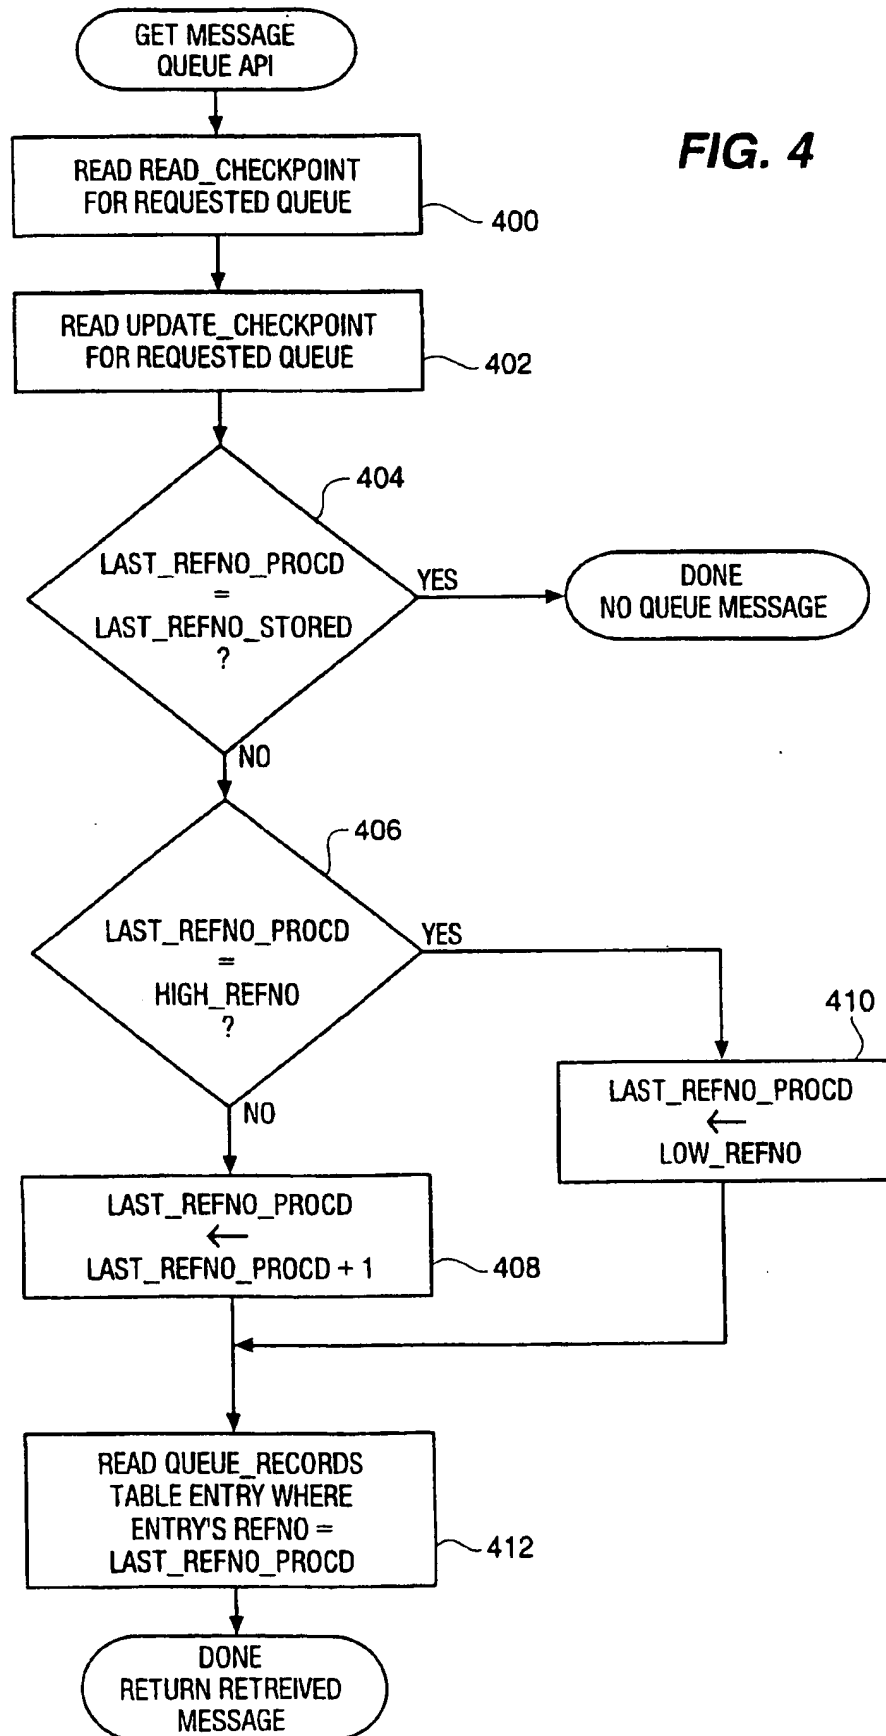 GET MESSAGE
QUEUE API
FIG. 4
READ READ_CHECKPOINT
FOR REQUESTED QUEUE
400
READ UPDATE_CHECKPOINT
FOR REQUESTED QUEUE
402
404
LAST_REFNO_PROCD
=
LAST_REFNO_STORED
?
YES
DONE
NO QUEUE MESSAGE
NO
406
LAST_REFNO_PROCD
=
HIGH_REFNO
?
YES
410
LAST_REFNO_PROCD
←
LOW_REFNO
NO
LAST_REFNO_PROCD
←
LAST_REFNO_PROCD + 1
408
READ QUEUE_RECORDS
TABLE ENTRY WHERE
ENTRY'S REFNO =
LAST_REFNO_PROCD
412
DONE
RETURN RETREIVED
MESSAGE